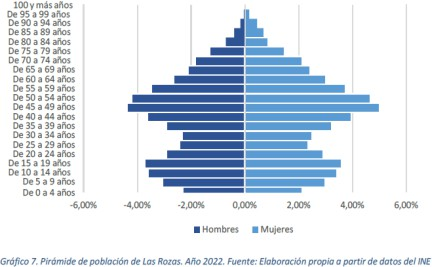 100 y más años
De 95 a 99 años
De 90 a 94 años
De 85 a 89 años
De 80 a 84 años
De 75 a 79 años
De 70 a 74 años
De 65 a 69 años
De 60 a 64 años
De 55 a 59 años
De 50 a 54 años
De 45 a 49 años
De 40 a 44 años
De 35 a 39 años
De 30 a 34 años
De 25 a 29 años
De 20 a 24 años
De 15 a 19 años
De 10 a 14 años
De 5 a 9 años
De 0 a 4 años
-6,00% -4,00% -2,00% 0,00% 2,00% 4,00% 6,00%
Hombres Mujeres
Gráfico 7. Pirámide de población de Las Rozas. Año 2022. Fuente: Elaboración propia a partir de datos del INE